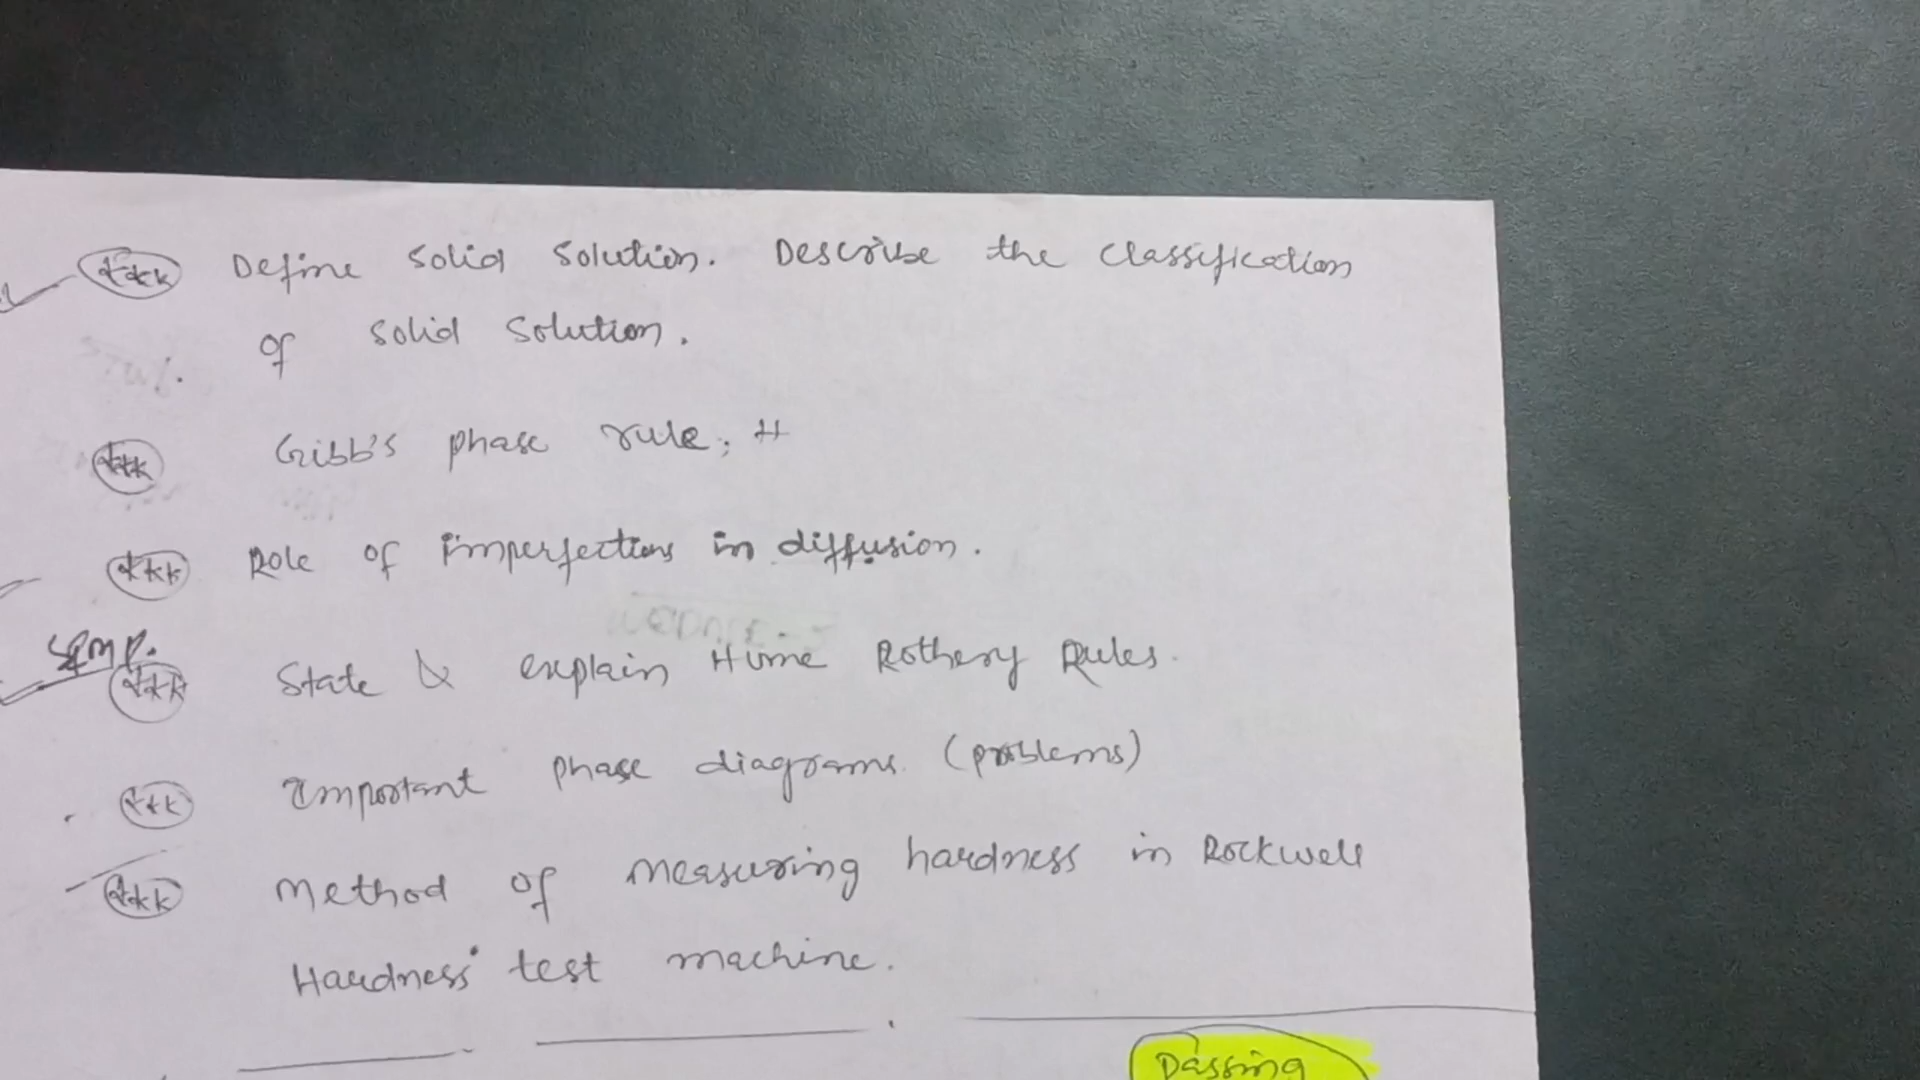 *** Define solid solution. Describe the classification
of solid solution.
*** Gibb's phase rule; #
*** Role of imperfections in diffusion.
*** State & explain Hume Rothery Rules.
*** Important phase diagrams. (problems)
*** Method of measuring hardness in Rockwell
Hardness test machine.
Passing